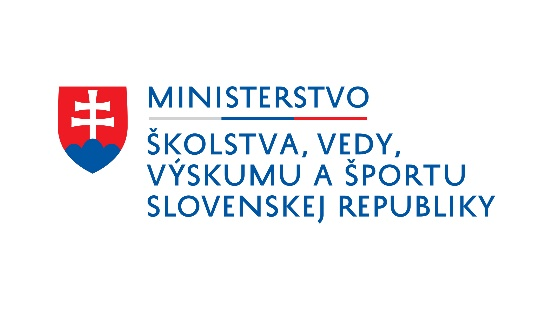 MINISTERSTVO
ŠKOLSTVA, VEDY,
VÝSKUMU A ŠPORTU
SLOVENSKEJ REPUBLIKY